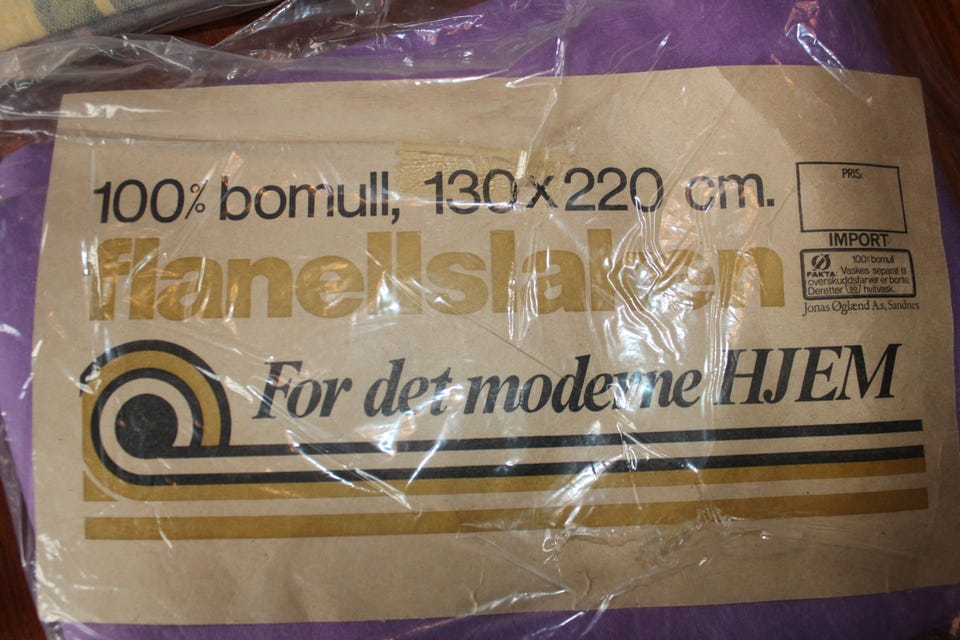 100% bomull, 130x220 cm.
flanellslaken
PRIS:
IMPORT
FAKTA:
100% bomull
Vaskes separat til
overskuddsfarver er borte.
Deretter 90 hvitvask.
Jonas Øglænd A.s, Sandnes
For det moderne HJEM